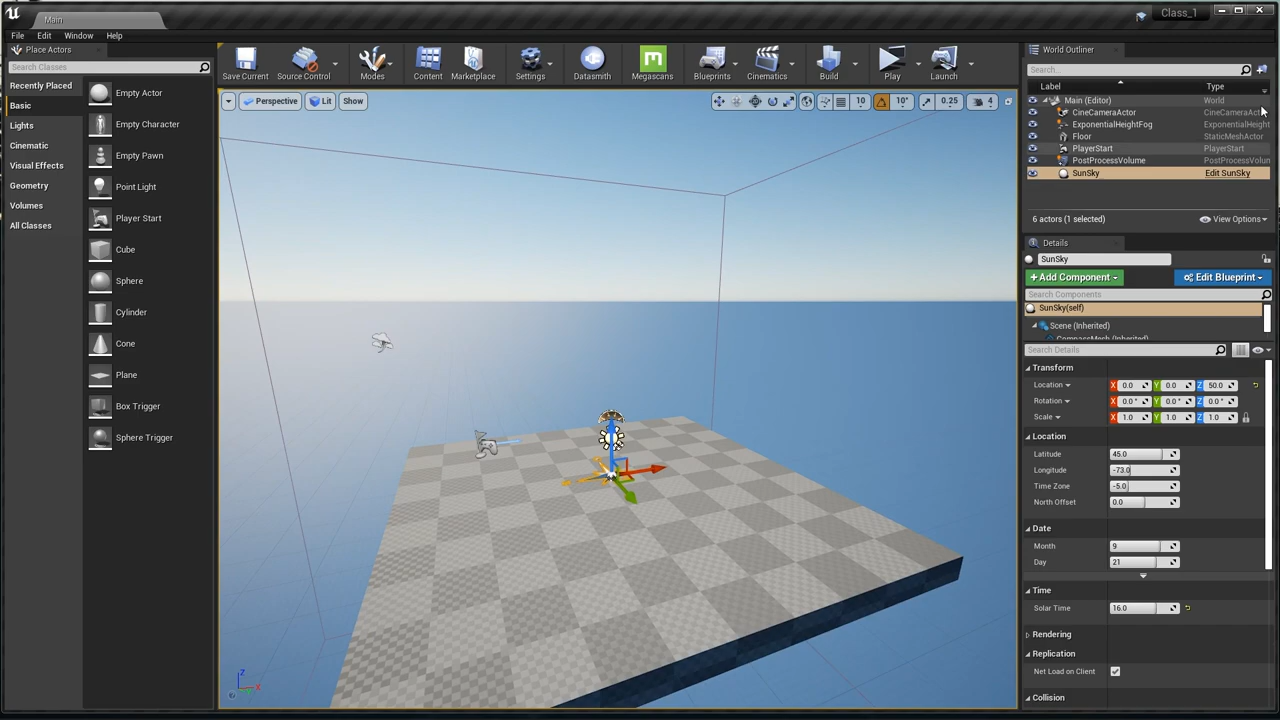 Main
Class_1
File Edit Window Help
Place Actors
Search Classes
Recently Placed
Basic
Lights
Cinematic
Visual Effects
Geometry
Volumes
All Classes
Empty Actor
Empty Character
Empty Pawn
Point Light
Player Start
Cube
Sphere
Cylinder
Cone
Plane
Box Trigger
Sphere Trigger
Save Current Source Control Modes Content Marketplace Settings Datasmith Megascans Blueprints Cinematics Build Play Launch
Perspective Lit Show 10 10° 0.25 4
Z
X
World Outliner
Search...
Label Type
Main (Editor) World
CineCameraActor CineCameraAct
ExponentialHeightFog ExponentialHeight
Floor StaticMeshActor
PlayerStart PlayerStart
PostProcessVolume PostProcessVolun
SunSky Edit SunSky
6 actors (1 selected) View Options
Details
SunSky
+Add Component Edit Blueprint
Search Components
SunSky(self)
Scene (Inherited)
CompassMesh (Inherited)
Search Details
Transform
Location X 0.0 Y 0.0 Z 50.0
Rotation X 0.0° Y 0.0° Z 0.0°
Scale X 1.0 Y 1.0 Z 1.0
Location
Latitude 45.0
Longitude -73.0
Time Zone -5.0
North Offset 0.0
Date
Month 9
Day 21
Time
Solar Time 16.0
Rendering
Replication
Net Load on Client
Collision